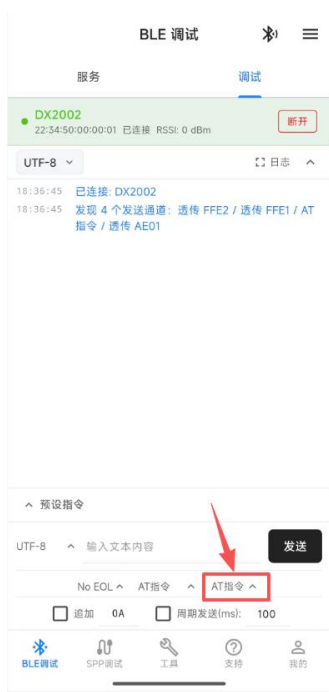 BLE 调试
服务 调试
DX2002
22:34:50:00:00:01 已连接 RSSI: 0 dBm
断开
UTF-8 日志
18:36:45 已连接: DX2002
18:36:45 发现 4 个发送通道：透传 FFE2 / 透传 FFE1 / AT
指令 / 透传 AE01
预设指令
UTF-8 输入文本内容 发送
No EOL AT指令 AT指令
追加 0A 周期发送(ms): 100
BLE调试 SPP调试 工具 支持 我的